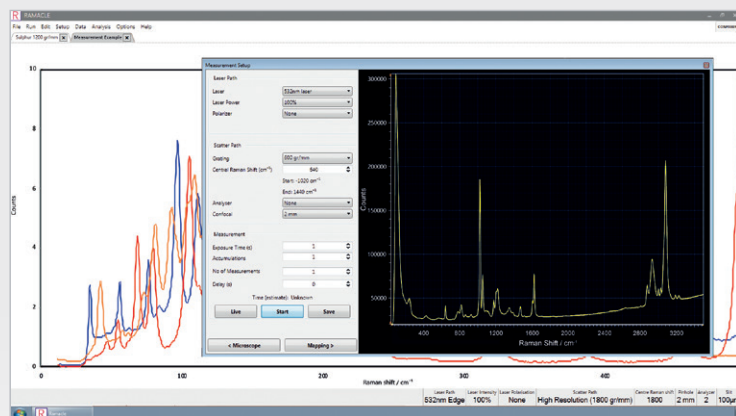 RAMACLE
File Run Edit Setup Data Analysis Options Help
Sulphur 1200 gr/mm
Measurement Example
Measurement Setup
Laser Path
Laser 532nm laser
Laser Power 100%
Polarizer None
Scatter Path
Grating
gr/mm
Central Raman Shift (cm⁻¹) 840
Start: -1020 cm⁻¹
End: 1440 cm⁻¹
Analyser None
Confocal 2 mm
Measurement
Exposure Time (s) 1
Accumulations 1
No of Measurements 1
Delay (s) 0
Time (estimate): Unknown
Live Start Save
< Microscope Mapping >
Counts
300000
250000
200000
150000
100000
50000
400 800 1200 1600 2000 2400 2800 3200
Raman Shift / cm⁻¹
Counts
10
8
6
4
2
0
0 100 200 300 400
Raman shift / cm⁻¹
Laser Path Laser Intensity Laser Polarisation Scatter Path Centre Raman shift Pinhole Analyzer Slit
532nm Edge 100% None High Resolution (1800 gr/mm) 1800 2 mm 2 100µm